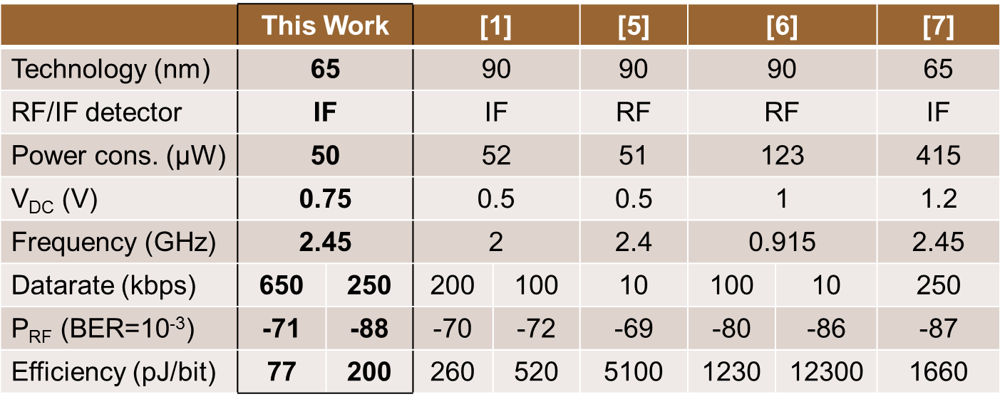 This Work [1] [5] [6] [7]
Technology (nm) 65 90 90 90 65
RF/IF detector IF IF RF RF IF
Power cons. (µW) 50 52 51 123 415
VDC (V) 0.75 0.5 0.5 1 1.2
Frequency (GHz) 2.45 2 2.4 0.915 2.45
Datarate (kbps) 650 250 200 100 10 100 10 250
PRF (BER=10-3) -71 -88 -70 -72 -69 -80 -86 -87
Efficiency (pJ/bit) 77 200 260 520 5100 1230 12300 1660